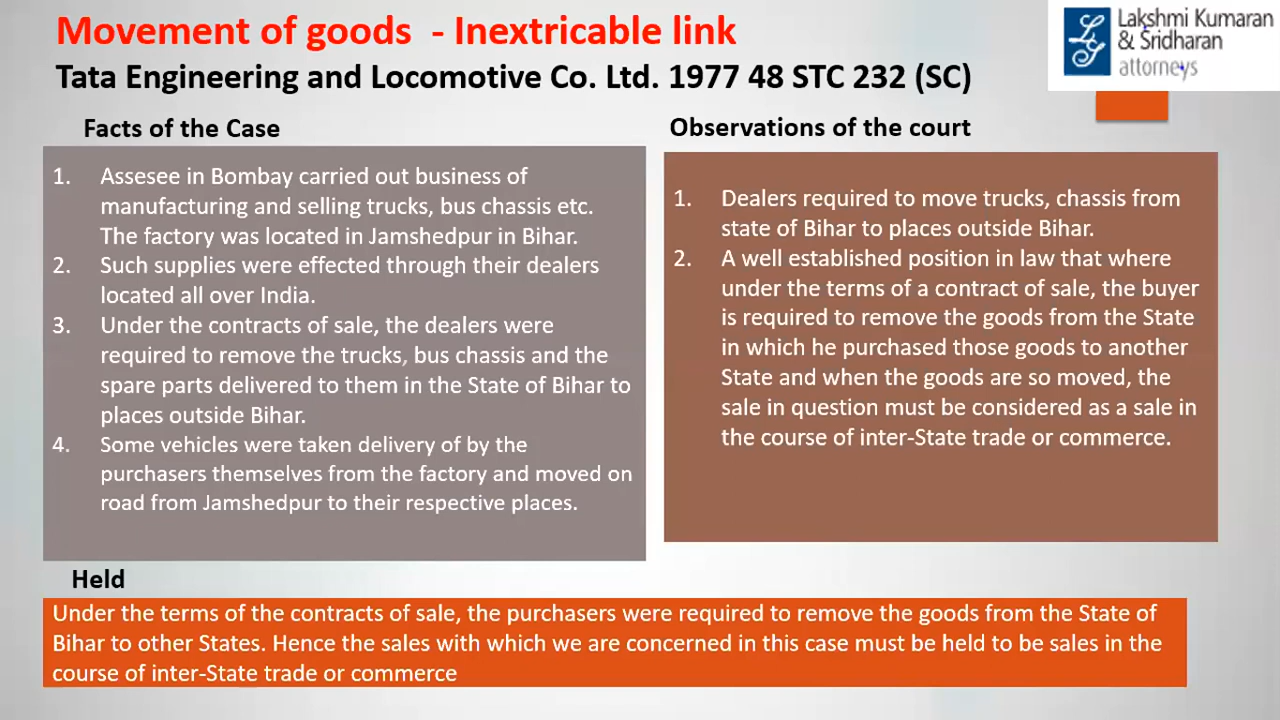 Movement of goods - Inextricable link
Lakshmi Kumaran
& Sridharan
attorneys
Tata Engineering and Locomotive Co. Ltd. 1977 48 STC 232 (SC)
Facts of the Case
1. Assesee in Bombay carried out business of
manufacturing and selling trucks, bus chassis etc.
The factory was located in Jamshedpur in Bihar.
2. Such supplies were effected through their dealers
located all over India.
3. Under the contracts of sale, the dealers were
required to remove the trucks, bus chassis and the
spare parts delivered to them in the State of Bihar to
places outside Bihar.
4. Some vehicles were taken delivery of by the
purchasers themselves from the factory and moved on
road from Jamshedpur to their respective places.
Observations of the court
1. Dealers required to move trucks, chassis from
state of Bihar to places outside Bihar.
2. A well established position in law that where
under the terms of a contract of sale, the buyer
is required to remove the goods from the State
in which he purchased those goods to another
State and when the goods are so moved, the
sale in question must be considered as a sale in
the course of inter-State trade or commerce.
Held
Under the terms of the contracts of sale, the purchasers were required to remove the goods from the State of
Bihar to other States. Hence the sales with which we are concerned in this case must be held to be sales in the
course of inter-State trade or commerce